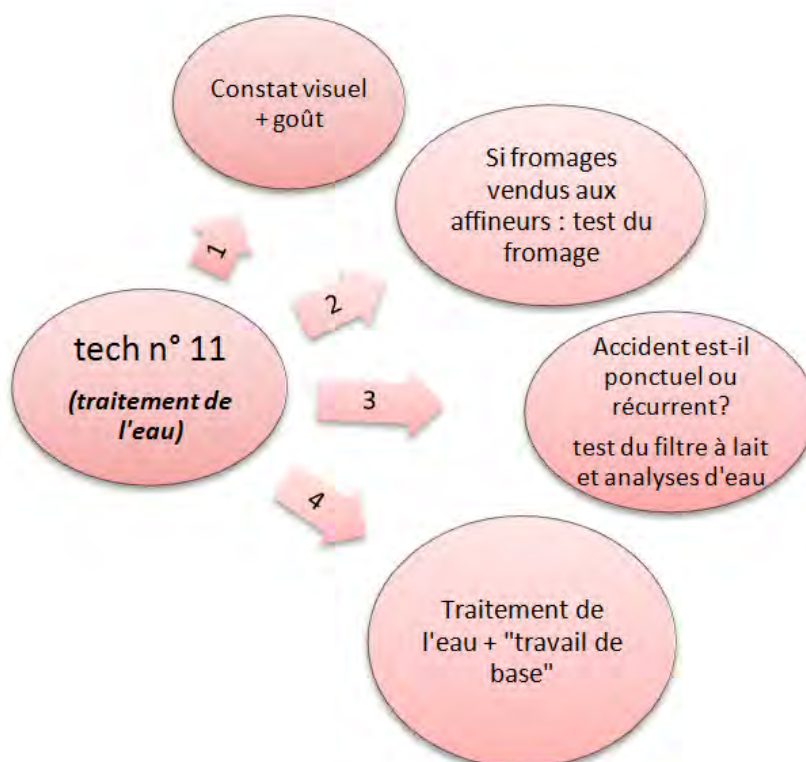 Constat visuel
+ goût
Si fromages
vendus aux
affineurs : test du
fromage
1
2
tech n° 11
(traitement de
l'eau)
3
Accident est-il
ponctuel ou
récurrent?
test du filtre à lait
et analyses d'eau
4
Traitement de
l'eau + "travail de
base"